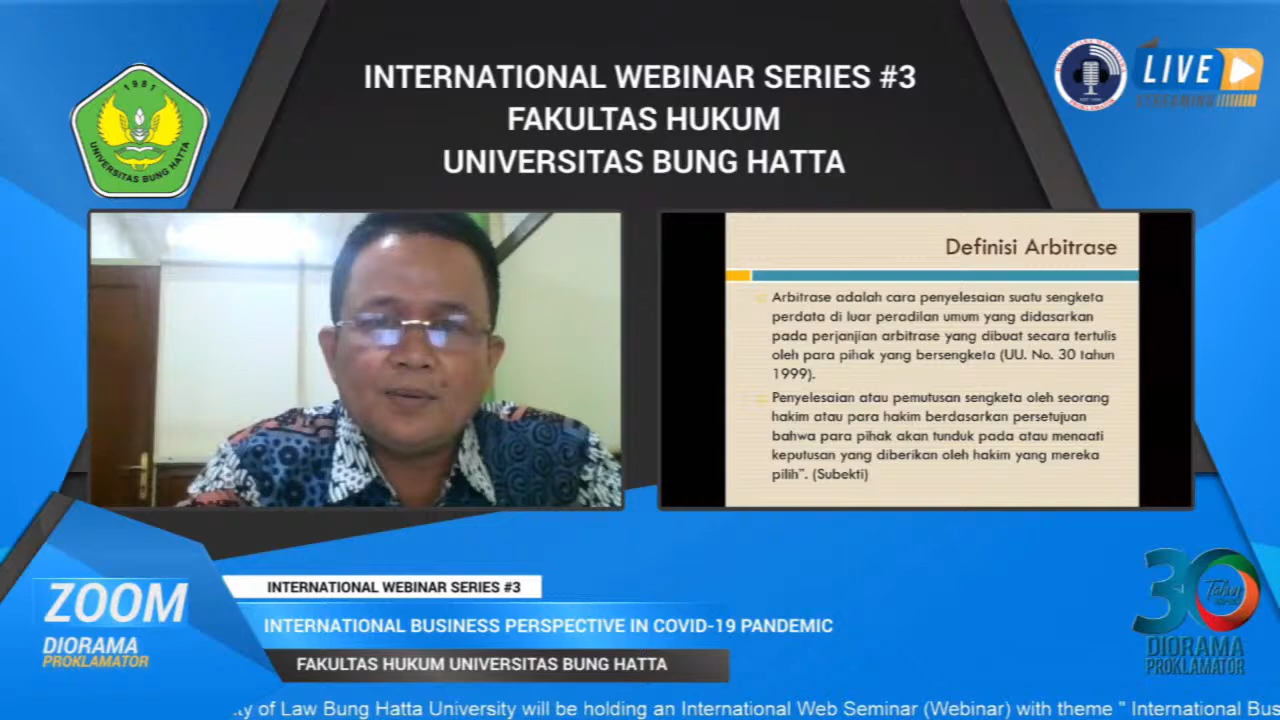 INTERNATIONAL WEBINAR SERIES #3
FAKULTAS HUKUM
UNIVERSITAS BUNG HATTA
1981
UNIVERSITAS BUNG HATTA
LIVE
STREAMING
Definisi Arbitrase
Arbitrase adalah cara penyelesaian suatu sengketa
perdata di luar peradilan umum yang didasarkan
pada perjanjian arbitrase yang dibuat secara tertulis
oleh para pihak yang bersengketa (UU. No. 30 tahun
1999).
Penyelesaian atau pemutusan sengketa oleh seorang
hakim atau para hakim berdasarkan persetujuan
bahwa para pihak akan tunduk pada atau menaati
keputusan yang diberikan oleh hakim yang mereka
pilih”. (Subekti)
ZOOM
DIORAMA
PROKLAMATOR
INTERNATIONAL WEBINAR SERIES #3
INTERNATIONAL BUSINESS PERSPECTIVE IN COVID-19 PANDEMIC
FAKULTAS HUKUM UNIVERSITAS BUNG HATTA
30
Tahun
DIORAMA
PROKLAMATOR
of Law Bung Hatta University will be holding an International Web Seminar (Webinar) with theme " International Bus